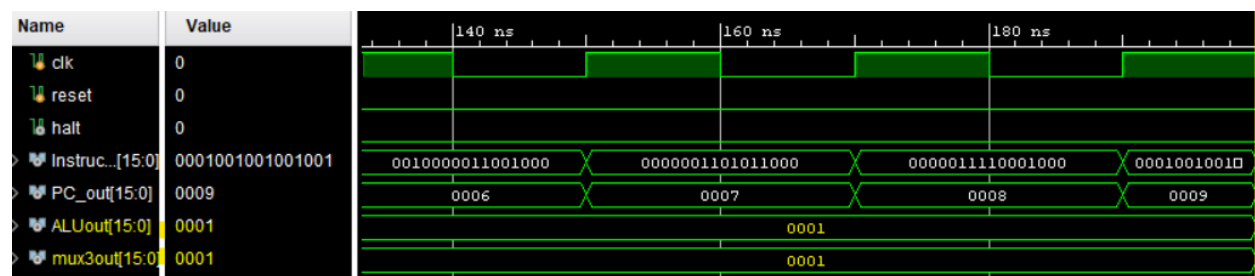 Name Value
140 ns 160 ns 180 ns
clk 0
reset 0
halt 0
Instruc...[15:0] 0001001001001001 0010000011001000 0000001101011000 0000011110001000 0001001001
PC_out[15:0] 0009 0006 0007 0008 0009
ALUout[15:0] 0001 0001
mux3out[15:0] 0001 0001